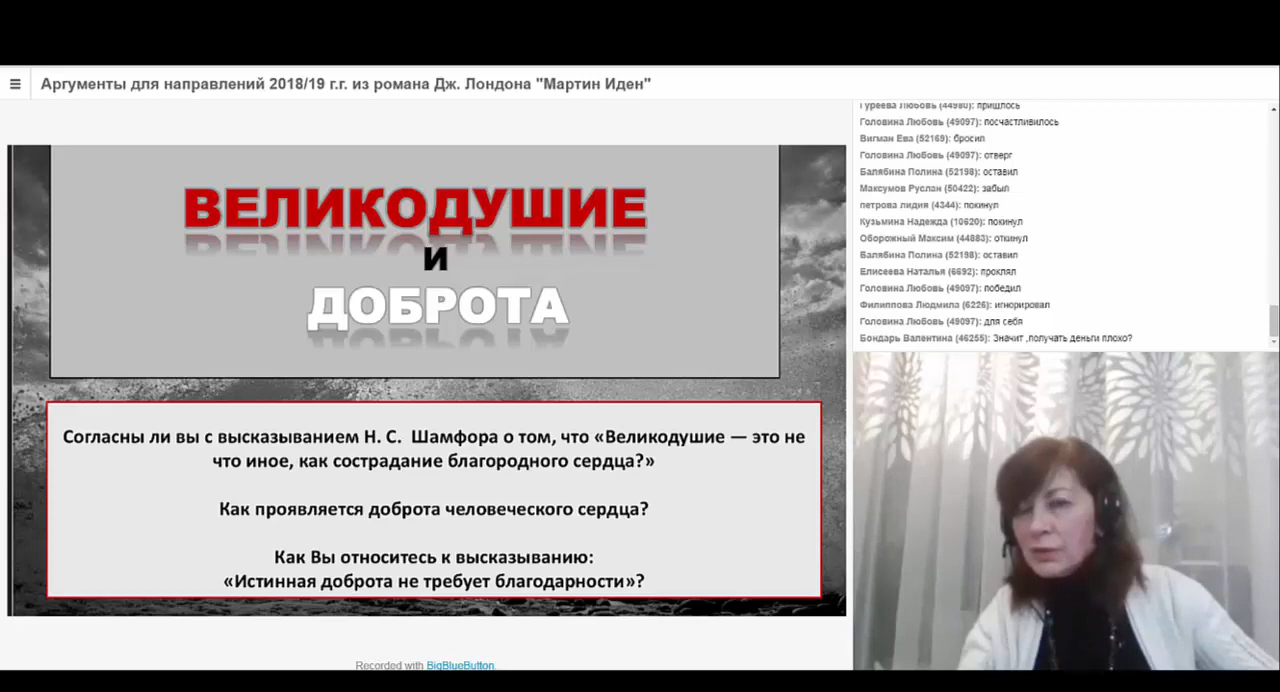 Аргументы для направлений 2018/19 г.г. из романа Дж. Лондона "Мартин Иден"
ВЕЛИКОДУШИЕ
и
ДОБРОТА
Согласны ли вы с высказыванием Н. С. Шамфора о том, что «Великодушие — это не
что иное, как сострадание благородного сердца?»
Как проявляется доброта человеческого сердца?
Как Вы относитесь к высказыванию:
«Истинная доброта не требует благодарности»?
Recorded with BigBlueButton.
Гуреева Любовь (44980): пришлось
Головина Любовь (49097): посчастливилось
Вигман Ева (52169): бросил
Головина Любовь (49097): отверг
Балябина Полина (52198): оставил
Максумов Руслан (50422): забыл
петрова лидия (4344): покинул
Кузьмина Надежда (10620): покинул
Оборожный Максим (44883): откинул
Балябина Полина (52198): оставил
Елисеева Наталья (6692): проклял
Головина Любовь (49097): победил
Филиппова Людмила (6226): игнорировал
Головина Любовь (49097): для себя
Бондарь Валентина (46255): Значит ,получать деньги плохо?